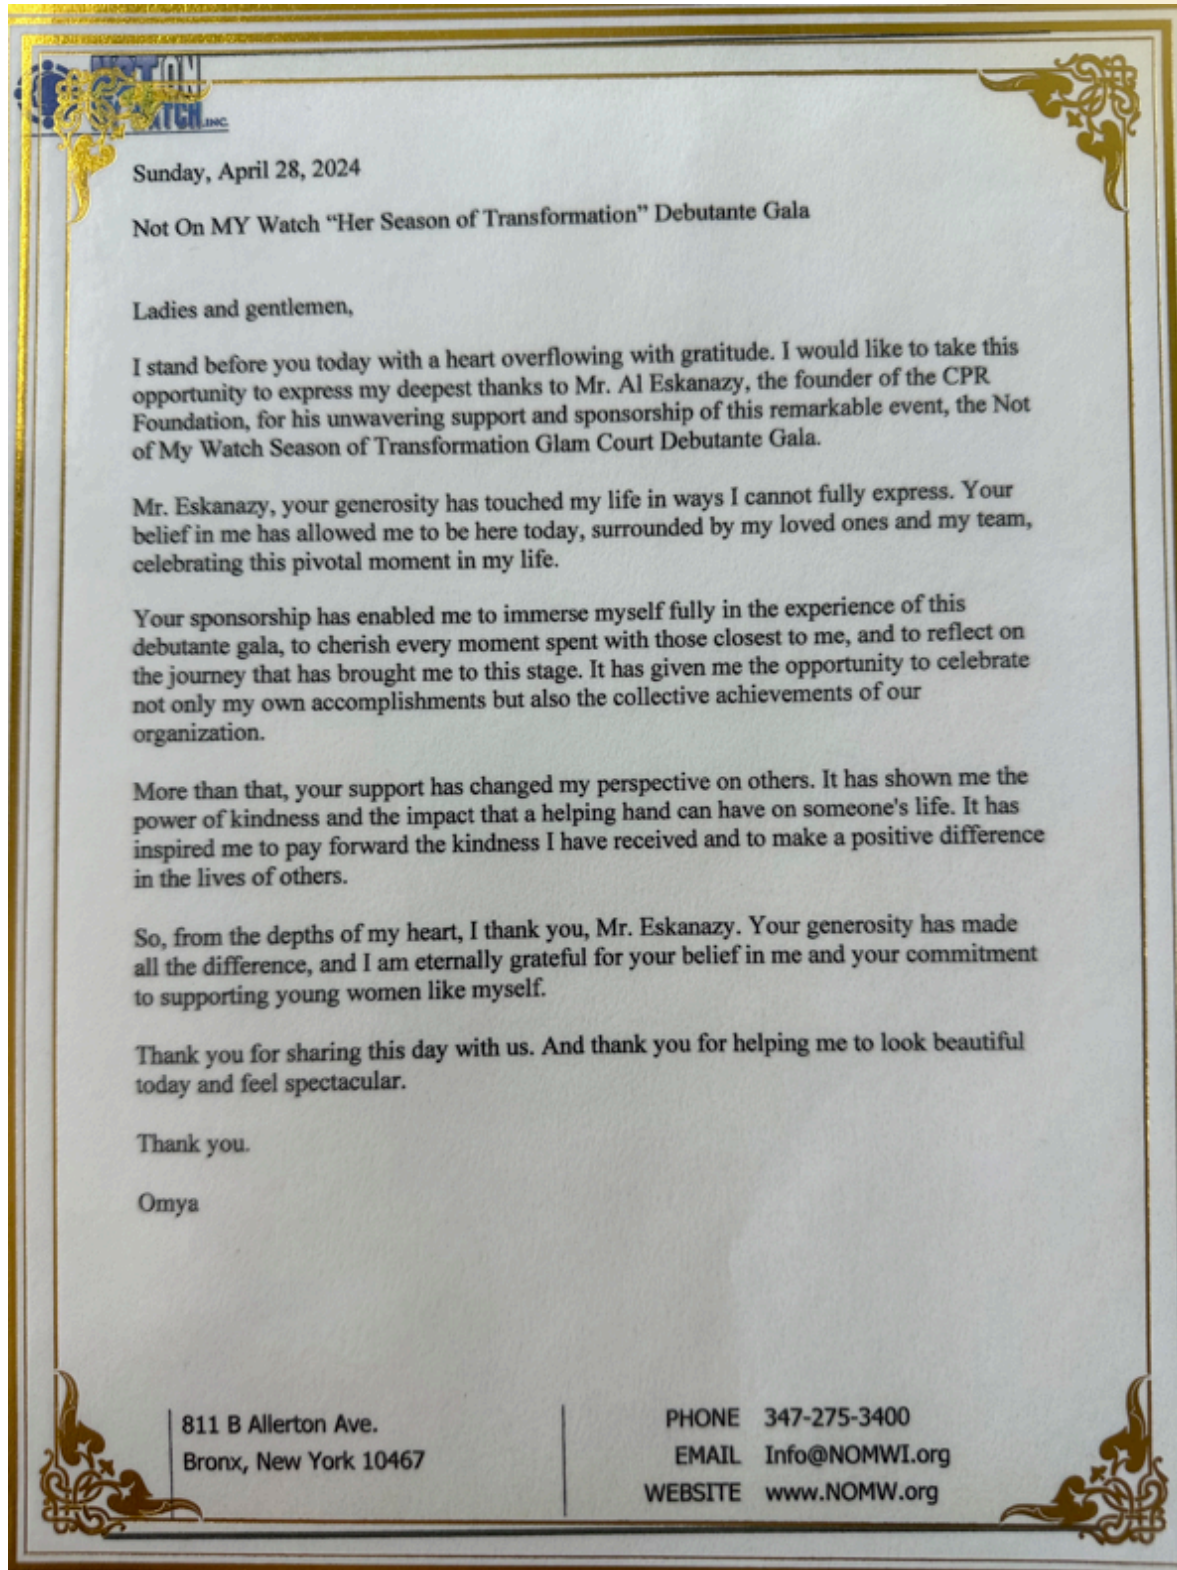 NOT ON
WATCH, INC.
Sunday, April 28, 2024
Not On MY Watch “Her Season of Transformation” Debutante Gala
Ladies and gentlemen,
I stand before you today with a heart overflowing with gratitude. I would like to take this
opportunity to express my deepest thanks to Mr. Al Eskanazy, the founder of the CPR
Foundation, for his unwavering support and sponsorship of this remarkable event, the Not
of My Watch Season of Transformation Glam Court Debutante Gala.
Mr. Eskanazy, your generosity has touched my life in ways I cannot fully express. Your
belief in me has allowed me to be here today, surrounded by my loved ones and my team,
celebrating this pivotal moment in my life.
Your sponsorship has enabled me to immerse myself fully in the experience of this
debutante gala, to cherish every moment spent with those closest to me, and to reflect on
the journey that has brought me to this stage. It has given me the opportunity to celebrate
not only my own accomplishments but also the collective achievements of our
organization.
More than that, your support has changed my perspective on others. It has shown me the
power of kindness and the impact that a helping hand can have on someone's life. It has
inspired me to pay forward the kindness I have received and to make a positive difference
in the lives of others.
So, from the depths of my heart, I thank you, Mr. Eskanazy. Your generosity has made
all the difference, and I am eternally grateful for your belief in me and your commitment
to supporting young women like myself.
Thank you for sharing this day with us. And thank you for helping me to look beautiful
today and feel spectacular.
Thank you.
Omya
811 B Allerton Ave.
Bronx, New York 10467
PHONE 347-275-3400
EMAIL Info@NOMWI.org
WEBSITE www.NOMW.org